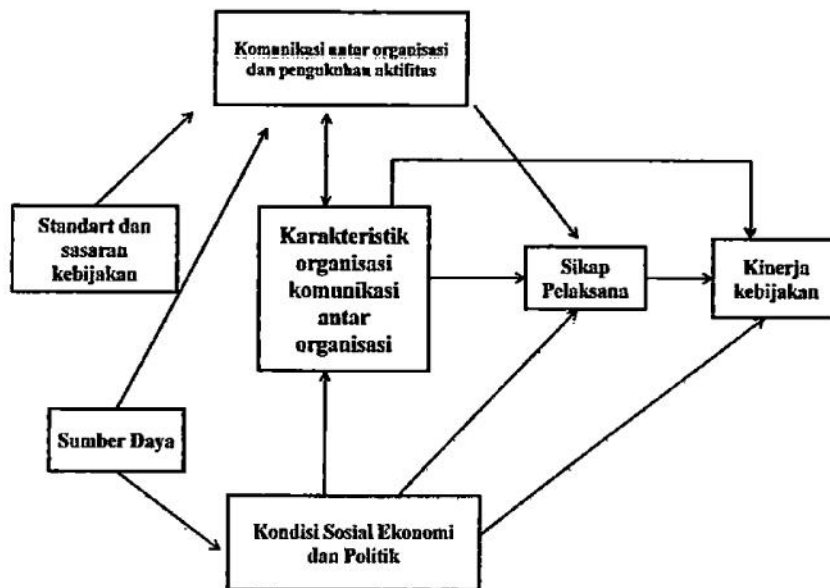 Komunikasi antar organisasi
dan pengukuhan aktifitas
Standart dan
sasaran
kebijakan
Karakteristik
organisasi
komunikasi
antar
organisasi
Sikap
Pelaksana
Kinerja
kebijakan
Sumber Daya
Kondisi Sosial Ekonomi
dan Politik